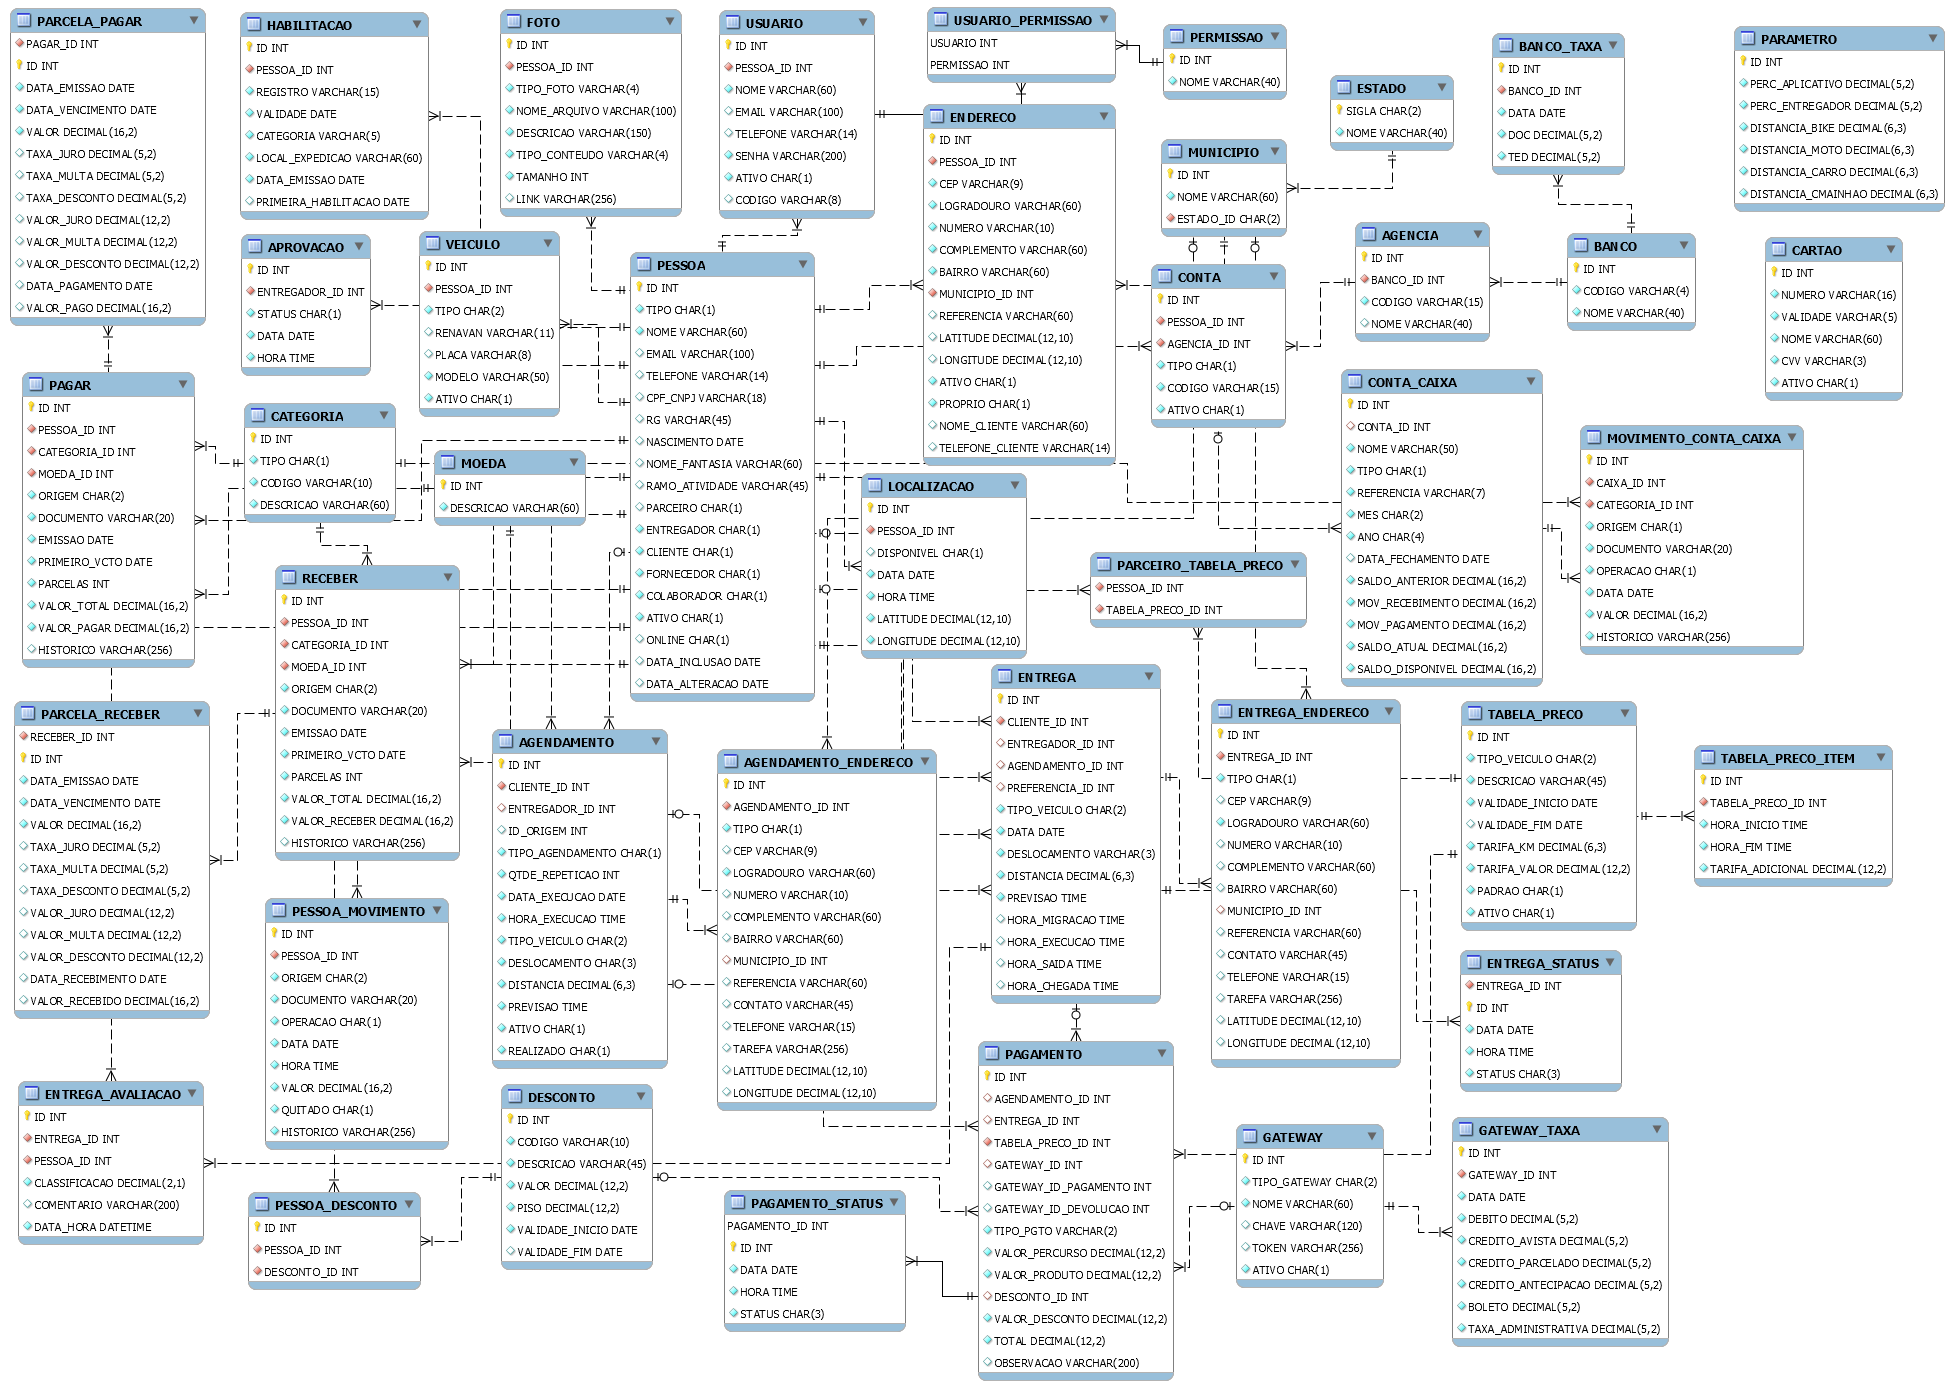 PARCELA_PAGAR
PAGAR_ID INT
ID INT
DATA_EMISSAO DATE
DATA_VENCIMENTO DATE
VALOR DECIMAL(16,2)
TAXA_JURO DECIMAL(5,2)
TAXA_MULTA DECIMAL(5,2)
TAXA_DESCONTO DECIMAL(5,2)
VALOR_JURO DECIMAL(12,2)
VALOR_MULTA DECIMAL(12,2)
VALOR_DESCONTO DECIMAL(12,2)
DATA_PAGAMENTO DATE
VALOR_PAGO DECIMAL(16,2)
HABILITACAO
ID INT
PESSOA_ID INT
REGISTRO VARCHAR(15)
VALIDADE DATE
CATEGORIA VARCHAR(5)
LOCAL_EXPEDICAO VARCHAR(60)
DATA_EMISSAO DATE
PRIMEIRA_HABILITACAO DATE
FOTO
ID INT
PESSOA_ID INT
TIPO_FOTO VARCHAR(4)
NOME_ARQUIVO VARCHAR(100)
DESCRICAO VARCHAR(150)
TIPO_CONTEUDO VARCHAR(4)
TAMANHO INT
LINK VARCHAR(256)
USUARIO
ID INT
PESSOA_ID INT
NOME VARCHAR(60)
EMAIL VARCHAR(100)
TELEFONE VARCHAR(14)
SENHA VARCHAR(200)
ATIVO CHAR(1)
CODIGO VARCHAR(8)
USUARIO_PERMISSAO
USUARIO INT
PERMISSAO INT
PERMISSAO
ID INT
NOME VARCHAR(40)
ESTADO
SIGLA CHAR(2)
NOME VARCHAR(40)
BANCO_TAXA
ID INT
BANCO_ID INT
DATA DATE
DOC DECIMAL(5,2)
TED DECIMAL(5,2)
PARAMETRO
ID INT
PERC_APLICATIVO DECIMAL(5,2)
PERC_ENTREGADOR DECIMAL(5,2)
DISTANCIA_BIKE DECIMAL(6,3)
DISTANCIA_MOTO DECIMAL(6,3)
DISTANCIA_CARRO DECIMAL(6,3)
DISTANCIA_CMAINHAO DECIMAL(6,3)
ENDERECO
ID INT
PESSOA_ID INT
CEP VARCHAR(9)
LOGRADOURO VARCHAR(60)
NUMERO VARCHAR(10)
COMPLEMENTO VARCHAR(60)
BAIRRO VARCHAR(60)
MUNICIPIO_ID INT
REFERENCIA VARCHAR(60)
LATITUDE DECIMAL(12,10)
LONGITUDE DECIMAL(12,10)
ATIVO CHAR(1)
PROPRIO CHAR(1)
NOME_CLIENTE VARCHAR(60)
TELEFONE_CLIENTE VARCHAR(14)
MUNICIPIO
ID INT
NOME VARCHAR(60)
ESTADO_ID CHAR(2)
APROVACAO
ID INT
ENTREGADOR_ID INT
STATUS CHAR(1)
DATA DATE
HORA TIME
VEICULO
ID INT
PESSOA_ID INT
TIPO CHAR(2)
RENAVAN VARCHAR(11)
PLACA VARCHAR(8)
MODELO VARCHAR(50)
ATIVO CHAR(1)
PESSOA
ID INT
TIPO CHAR(1)
NOME VARCHAR(60)
EMAIL VARCHAR(100)
TELEFONE VARCHAR(14)
CPF_CNPJ VARCHAR(18)
RG VARCHAR(45)
NASCIMENTO DATE
NOME_FANTASIA VARCHAR(60)
RAMO_ATIVIDADE VARCHAR(45)
PARCEIRO CHAR(1)
ENTREGADOR CHAR(1)
CLIENTE CHAR(1)
FORNECEDOR CHAR(1)
COLABORADOR CHAR(1)
ATIVO CHAR(1)
ONLINE CHAR(1)
DATA_INCLUSAO DATE
DATA_ALTERACAO DATE
CONTA
ID INT
PESSOA_ID INT
AGENCIA_ID INT
TIPO CHAR(1)
CODIGO VARCHAR(15)
ATIVO CHAR(1)
AGENCIA
ID INT
BANCO_ID INT
CODIGO VARCHAR(15)
NOME VARCHAR(40)
BANCO
ID INT
CODIGO VARCHAR(4)
NOME VARCHAR(40)
CARTAO
ID INT
NUMERO VARCHAR(16)
VALIDADE VARCHAR(5)
NOME VARCHAR(60)
CVV VARCHAR(3)
ATIVO CHAR(1)
PAGAR
ID INT
PESSOA_ID INT
CATEGORIA_ID INT
MOEDA_ID INT
ORIGEM CHAR(2)
DOCUMENTO VARCHAR(20)
EMISSAO DATE
PRIMEIRO_VCTO DATE
PARCELAS INT
VALOR_TOTAL DECIMAL(16,2)
VALOR_PAGAR DECIMAL(16,2)
HISTORICO VARCHAR(256)
CATEGORIA
ID INT
TIPO CHAR(1)
CODIGO VARCHAR(10)
DESCRICAO VARCHAR(60)
MOEDA
ID INT
DESCRICAO VARCHAR(60)
CONTA_CAIXA
ID INT
CONTA_ID INT
NOME VARCHAR(50)
TIPO CHAR(1)
REFERENCIA VARCHAR(7)
MES CHAR(2)
ANO CHAR(4)
DATA_FECHAMENTO DATE
SALDO_ANTERIOR DECIMAL(16,2)
MOV_RECEBIMENTO DECIMAL(16,2)
MOV_PAGAMENTO DECIMAL(16,2)
SALDO_ATUAL DECIMAL(16,2)
SALDO_DISPONIVEL DECIMAL(16,2)
MOVIMENTO_CONTA_CAIXA
ID INT
CAIXA_ID INT
CATEGORIA_ID INT
ORIGEM CHAR(1)
DOCUMENTO VARCHAR(20)
OPERACAO CHAR(1)
DATA DATE
VALOR DECIMAL(16,2)
HISTORICO VARCHAR(256)
LOCALIZACAO
ID INT
PESSOA_ID INT
DISPONIVEL CHAR(1)
DATA DATE
HORA TIME
LATITUDE DECIMAL(12,10)
LONGITUDE DECIMAL(12,10)
PARCEIRO_TABELA_PRECO
PESSOA_ID INT
TABELA_PRECO_ID INT
RECEBER
ID INT
PESSOA_ID INT
CATEGORIA_ID INT
MOEDA_ID INT
ORIGEM CHAR(2)
DOCUMENTO VARCHAR(20)
EMISSAO DATE
PRIMEIRO_VCTO DATE
PARCELAS INT
VALOR_TOTAL DECIMAL(16,2)
VALOR_RECEBER DECIMAL(16,2)
HISTORICO VARCHAR(256)
PARCELA_RECEBER
RECEBER_ID INT
ID INT
DATA_EMISSAO DATE
DATA_VENCIMENTO DATE
VALOR DECIMAL(16,2)
TAXA_JURO DECIMAL(5,2)
TAXA_MULTA DECIMAL(5,2)
TAXA_DESCONTO DECIMAL(5,2)
VALOR_JURO DECIMAL(12,2)
VALOR_MULTA DECIMAL(12,2)
VALOR_DESCONTO DECIMAL(12,2)
DATA_RECEBIMENTO DATE
VALOR_RECEBIDO DECIMAL(16,2)
AGENDAMENTO
ID INT
CLIENTE_ID INT
ENTREGADOR_ID INT
ID_ORIGEM INT
TIPO_AGENDAMENTO CHAR(1)
QTDE_REPETICAO INT
DATA_EXECUCAO DATE
HORA_EXECUCAO TIME
TIPO_VEICULO CHAR(2)
DESLOCAMENTO CHAR(3)
DISTANCIA DECIMAL(6,3)
PREVISAO TIME
ATIVO CHAR(1)
REALIZADO CHAR(1)
AGENDAMENTO_ENDERECO
ID INT
AGENDAMENTO_ID INT
TIPO CHAR(1)
CEP VARCHAR(9)
LOGRADOURO VARCHAR(60)
NUMERO VARCHAR(10)
COMPLEMENTO VARCHAR(60)
BAIRRO VARCHAR(60)
MUNICIPIO_ID INT
REFERENCIA VARCHAR(60)
CONTATO VARCHAR(45)
TELEFONE VARCHAR(15)
TAREFA VARCHAR(256)
LATITUDE DECIMAL(12,10)
LONGITUDE DECIMAL(12,10)
ENTREGA
ID INT
CLIENTE_ID INT
ENTREGADOR_ID INT
AGENDAMENTO_ID INT
PREFERENCIA_ID INT
TIPO_VEICULO CHAR(2)
DATA DATE
DESLOCAMENTO VARCHAR(3)
DISTANCIA DECIMAL(6,3)
PREVISAO TIME
HORA_MIGRACAO TIME
HORA_EXECUCAO TIME
HORA_SAIDA TIME
HORA_CHEGADA TIME
ENTREGA_ENDERECO
ID INT
ENTREGA_ID INT
TIPO CHAR(1)
CEP VARCHAR(9)
LOGRADOURO VARCHAR(60)
NUMERO VARCHAR(10)
COMPLEMENTO VARCHAR(60)
BAIRRO VARCHAR(60)
MUNICIPIO_ID INT
REFERENCIA VARCHAR(60)
CONTATO VARCHAR(45)
TELEFONE VARCHAR(15)
TAREFA VARCHAR(256)
LATITUDE DECIMAL(12,10)
LONGITUDE DECIMAL(12,10)
TABELA_PRECO
ID INT
TIPO_VEICULO CHAR(2)
DESCRICAO VARCHAR(45)
VALIDADE_INICIO DATE
VALIDADE_FIM DATE
TARIFA_KM DECIMAL(6,3)
TARIFA_VALOR DECIMAL(12,2)
PADRAO CHAR(1)
ATIVO CHAR(1)
TABELA_PRECO_ITEM
ID INT
TABELA_PRECO_ID INT
HORA_INICIO TIME
HORA_FIM TIME
TARIFA_ADICIONAL DECIMAL(12,2)
PESSOA_MOVIMENTO
ID INT
PESSOA_ID INT
ORIGEM CHAR(2)
DOCUMENTO VARCHAR(20)
OPERACAO CHAR(1)
DATA DATE
HORA TIME
VALOR DECIMAL(16,2)
QUITADO CHAR(1)
HISTORICO VARCHAR(256)
ENTREGA_STATUS
ENTREGA_ID INT
ID INT
DATA DATE
HORA TIME
STATUS CHAR(3)
ENTREGA_AVALIACAO
ID INT
ENTREGA_ID INT
PESSOA_ID INT
CLASSIFICACAO DECIMAL(2,1)
COMENTARIO VARCHAR(200)
DATA_HORA DATETIME
DESCONTO
ID INT
CODIGO VARCHAR(10)
DESCRICAO VARCHAR(45)
VALOR DECIMAL(12,2)
PISO DECIMAL(12,2)
VALIDADE_INICIO DATE
VALIDADE_FIM DATE
PAGAMENTO
ID INT
AGENDAMENTO_ID INT
ENTREGA_ID INT
TABELA_PRECO_ID INT
GATEWAY_ID INT
GATEWAY_ID_PAGAMENTO INT
GATEWAY_ID_DEVOLUCAO INT
TIPO_PGTO VARCHAR(2)
VALOR_PERCURSO DECIMAL(12,2)
VALOR_PRODUTO DECIMAL(12,2)
DESCONTO_ID INT
VALOR_DESCONTO DECIMAL(12,2)
TOTAL DECIMAL(12,2)
OBSERVACAO VARCHAR(200)
GATEWAY
ID INT
TIPO_GATEWAY CHAR(2)
NOME VARCHAR(60)
CHAVE VARCHAR(120)
TOKEN VARCHAR(256)
ATIVO CHAR(1)
GATEWAY_TAXA
ID INT
GATEWAY_ID INT
DATA DATE
DEBITO DECIMAL(5,2)
CREDITO_AVISTA DECIMAL(5,2)
CREDITO_PARCELADO DECIMAL(5,2)
CREDITO_ANTECIPACAO DECIMAL(5,2)
BOLETO DECIMAL(5,2)
TAXA_ADMINISTRATIVA DECIMAL(5,2)
PESSOA_DESCONTO
ID INT
PESSOA_ID INT
DESCONTO_ID INT
PAGAMENTO_STATUS
PAGAMENTO_ID INT
ID INT
DATA DATE
HORA TIME
STATUS CHAR(3)